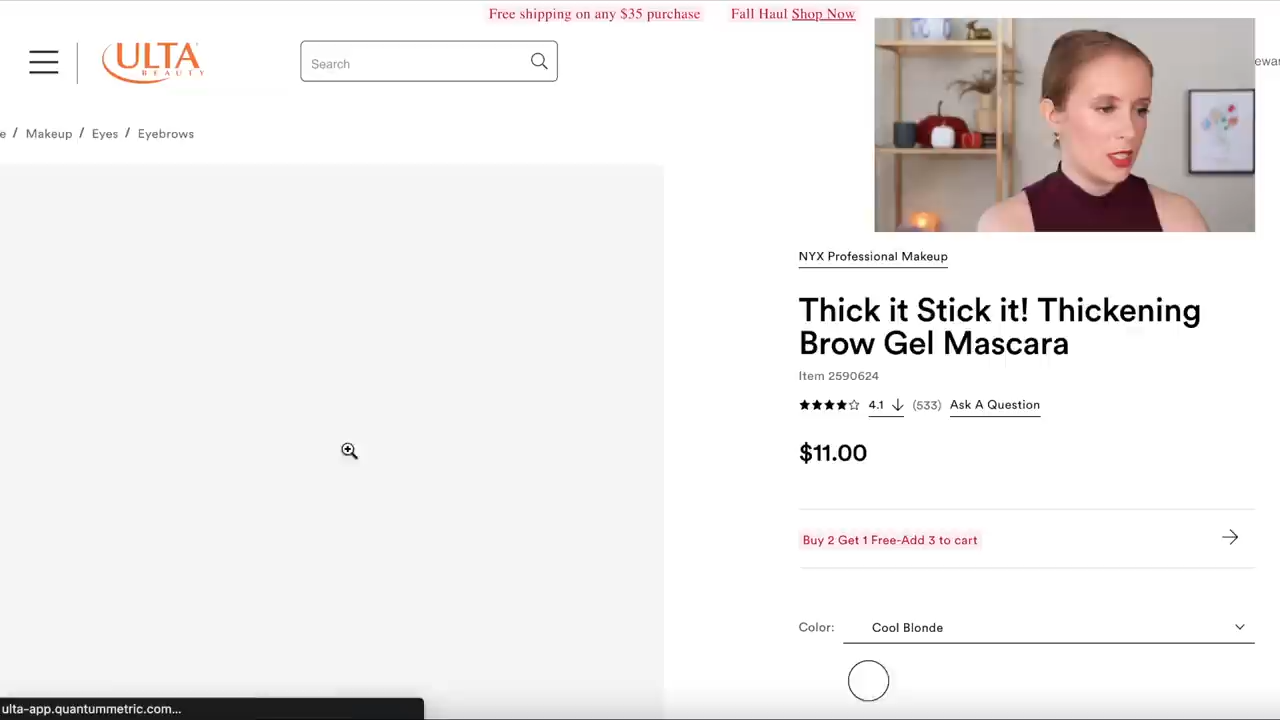 Free shipping on any $35 purchase Fall Haul Shop Now
ULTA
BEAUTY
Search
Makeup / Eyes / Eyebrows
NYX Professional Makeup
Thick it Stick it! Thickening
Brow Gel Mascara
Item 2590624
4.1 (533) Ask A Question
$11.00
Buy 2 Get 1 Free-Add 3 to cart
Color: Cool Blonde
ulta-app.quantummetric.com...